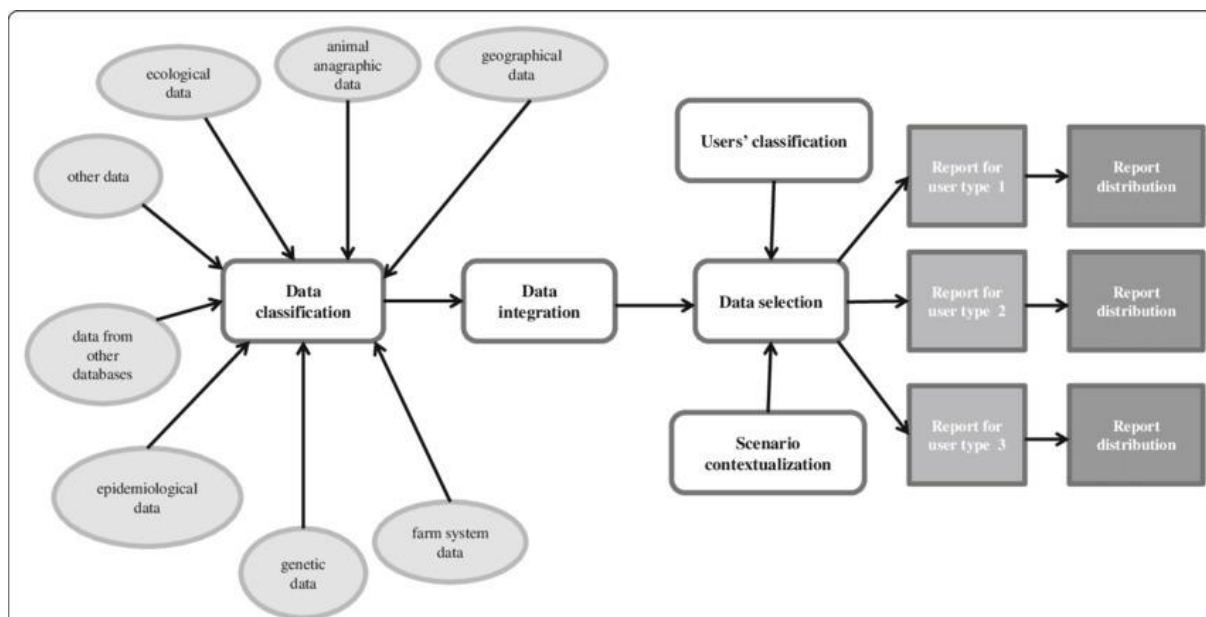 ecological
data
animal
anagraphic
data
geographical
data
other data
data from
other
databases
epidemiological
data
genetic
data
farm system
data
Data
classification
Data
integration
Users' classification
Data selection
Scenario
contextualization
Report for
user type 1
Report
distribution
Report for
user type 2
Report
distribution
Report for
user type 3
Report
distribution